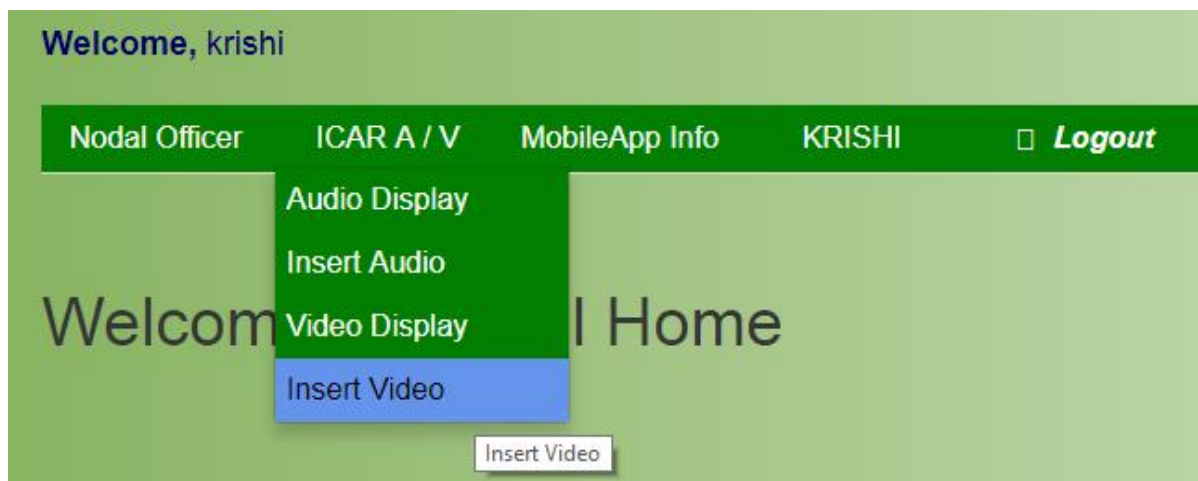 Welcome, krishi
Nodal Officer ICAR A / V MobileApp Info KRISHI Logout
Audio Display
Insert Audio
Video Display
Insert Video
Welcom l Home
Insert Video